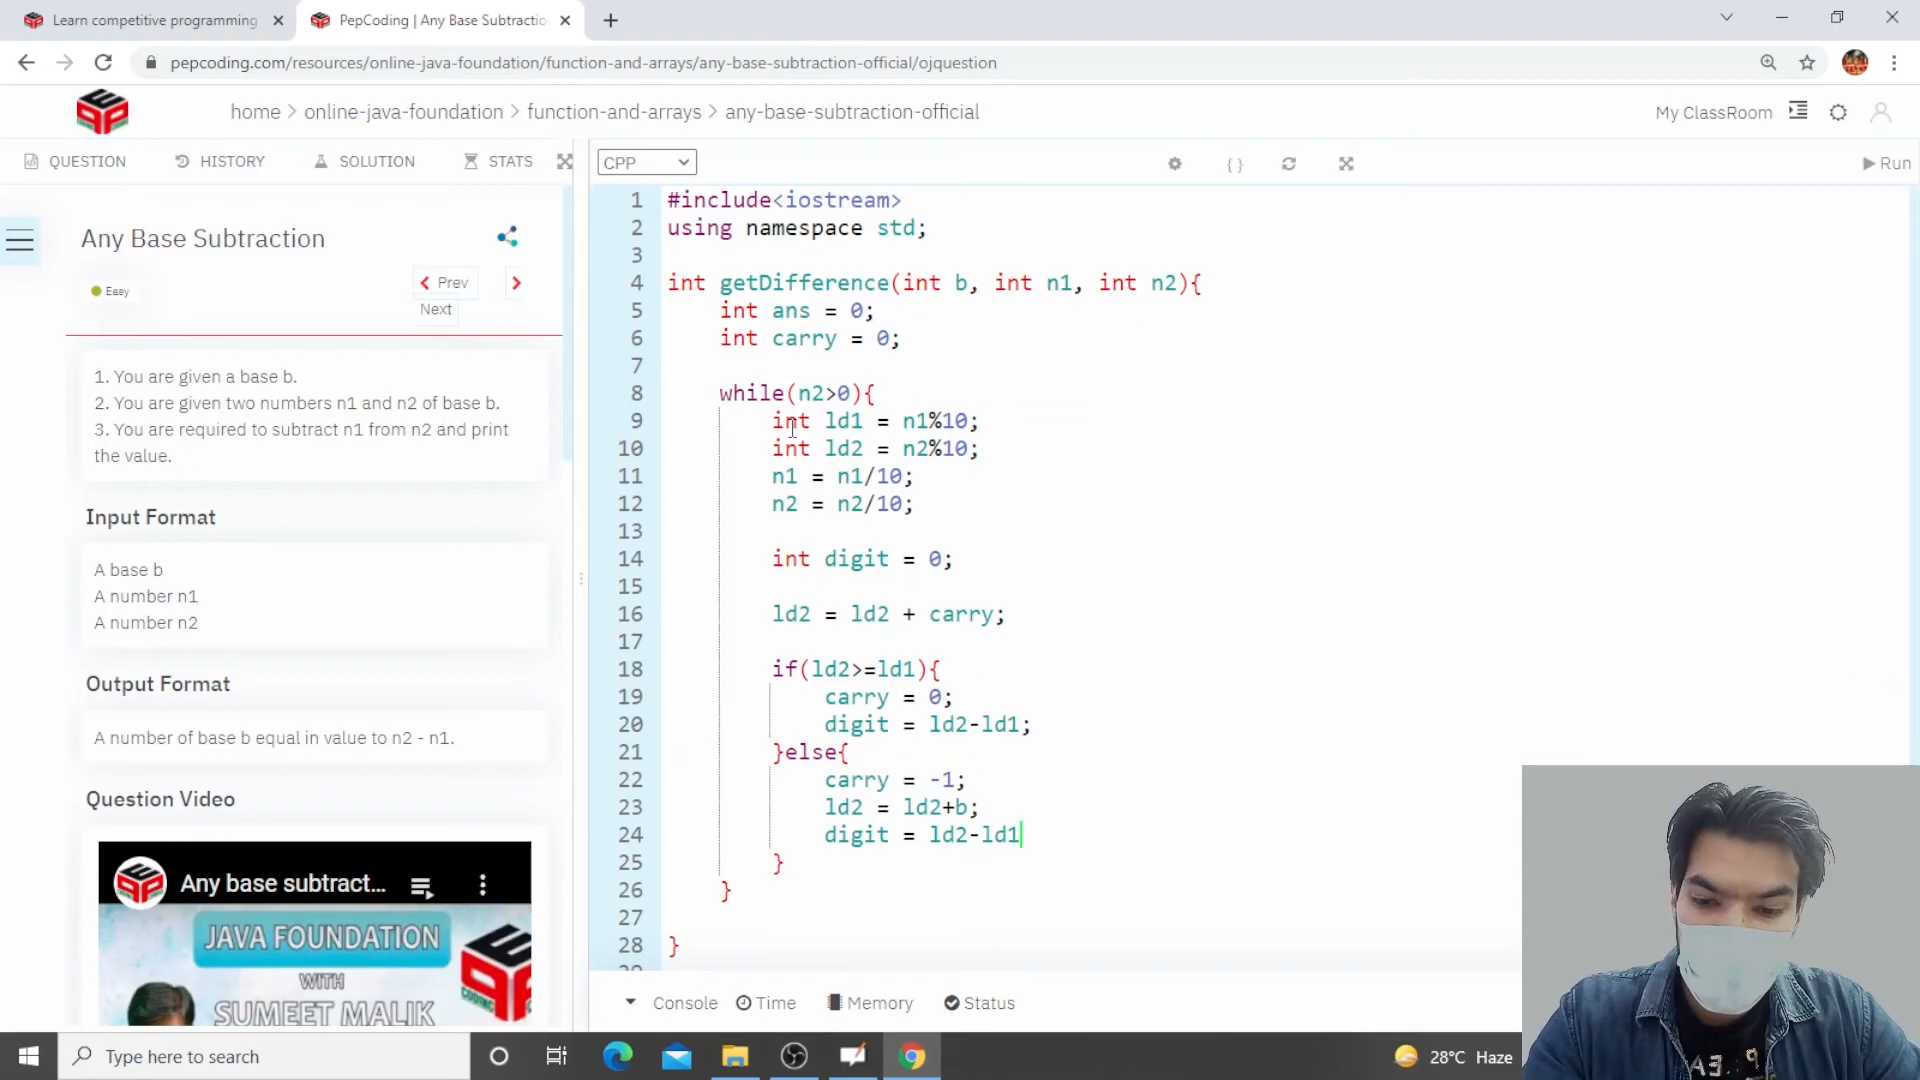 Learn competitive programming
PepCoding | Any Base Subtractio
pepcoding.com/resources/online-java-foundation/function-and-arrays/any-base-subtraction-official/ojquestion
home > online-java-foundation > function-and-arrays > any-base-subtraction-official
My ClassRoom
QUESTION HISTORY SOLUTION STATS
CPP
Run
Any Base Subtraction
Easy
Prev
Next
1. You are given a base b.
2. You are given two numbers n1 and n2 of base b.
3. You are required to subtract n1 from n2 and print
the value.
Input Format
A base b
A number n1
A number n2
Output Format
A number of base b equal in value to n2 - n1.
Question Video
Any base subtract...
JAVA FOUNDATION
WITH
SUMEET MALIK
1 #include<iostream>
2 using namespace std;
3
4 int getDifference(int b, int n1, int n2){
5 int ans = 0;
6 int carry = 0;
7
8 while(n2>0){
9 int ld1 = n1%10;
10 int ld2 = n2%10;
11 n1 = n1/10;
12 n2 = n2/10;
13
14 int digit = 0;
15
16 ld2 = ld2 + carry;
17
18 if(ld2>=ld1){
19 carry = 0;
20 digit = ld2-ld1;
21 }else{
22 carry = -1;
23 ld2 = ld2+b;
24 digit = ld2-ld1
25 }
26 }
27
28 }
Console Time Memory Status
Type here to search
28°C Haze